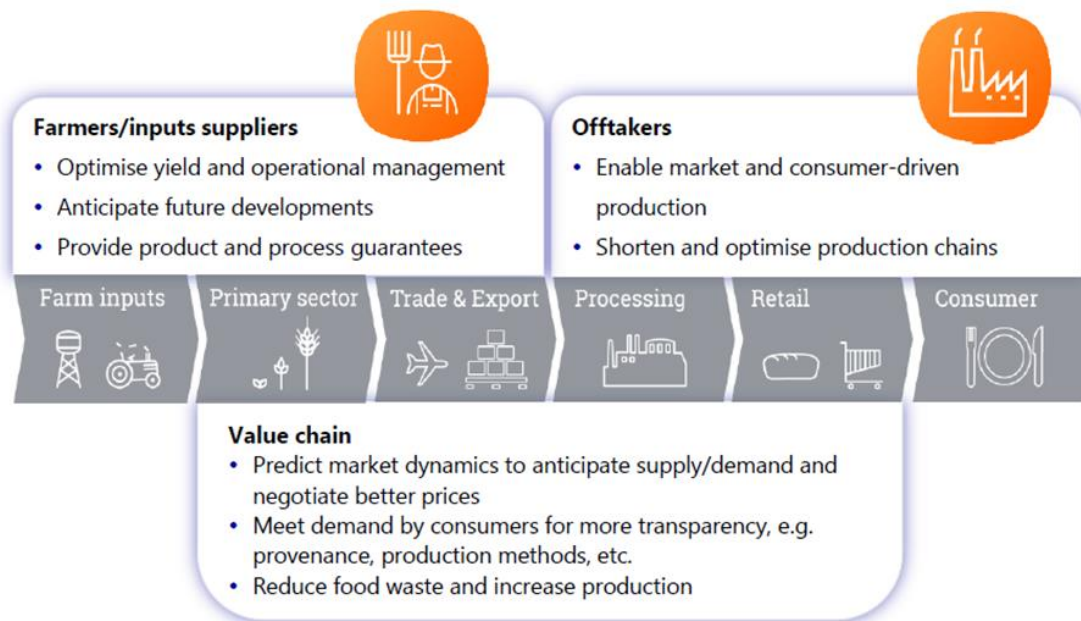 Farmers/inputs suppliers
• Optimise yield and operational management
• Anticipate future developments
• Provide product and process guarantees
Offtakers
• Enable market and consumer-driven
production
• Shorten and optimise production chains
Farm inputs
Primary sector
Trade & Export
Processing
Retail
Consumer
Value chain
• Predict market dynamics to anticipate supply/demand and
negotiate better prices
• Meet demand by consumers for more transparency, e.g.
provenance, production methods, etc.
• Reduce food waste and increase production